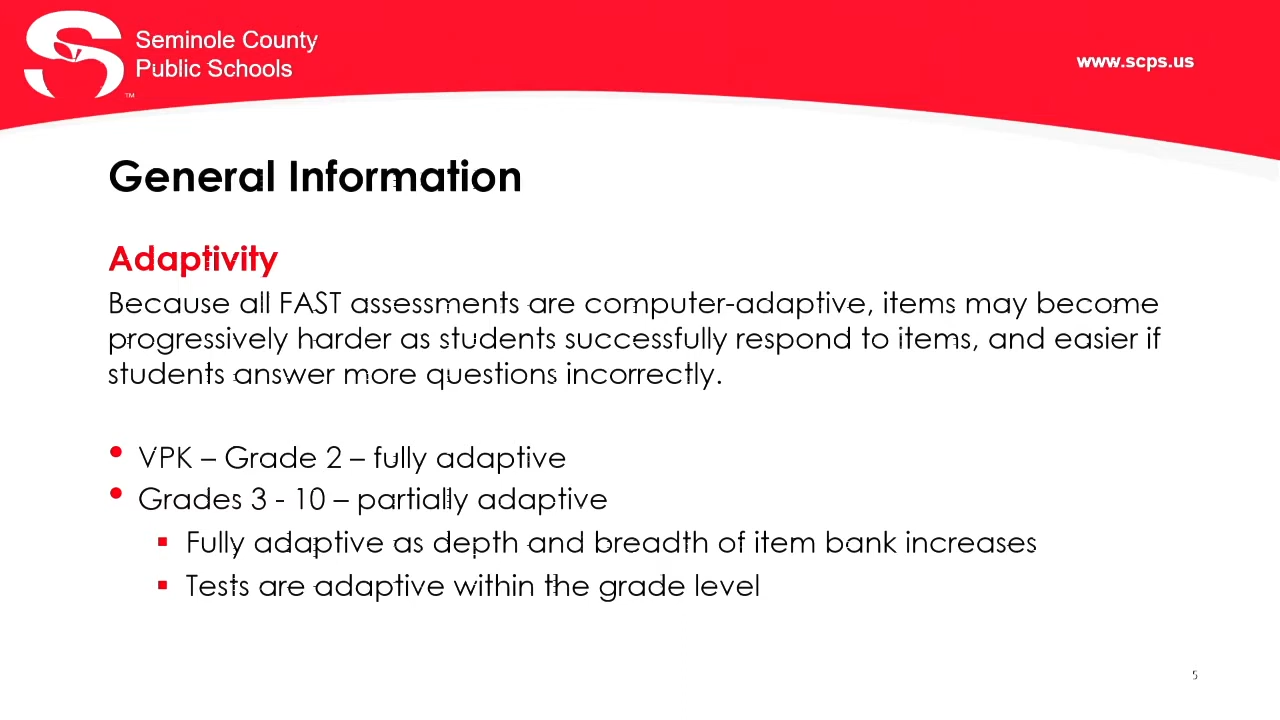 Seminole County
Public Schools
™
www.scps.us
General Information
Adaptivity
Because all FAST assessments are computer-adaptive, items may become
progressively harder as students successfully respond to items, and easier if
students answer more questions incorrectly.
• VPK – Grade 2 – fully adaptive
• Grades 3 - 10 – partially adaptive
▪ Fully adaptive as depth and breadth of item bank increases
▪ Tests are adaptive within the grade level
5